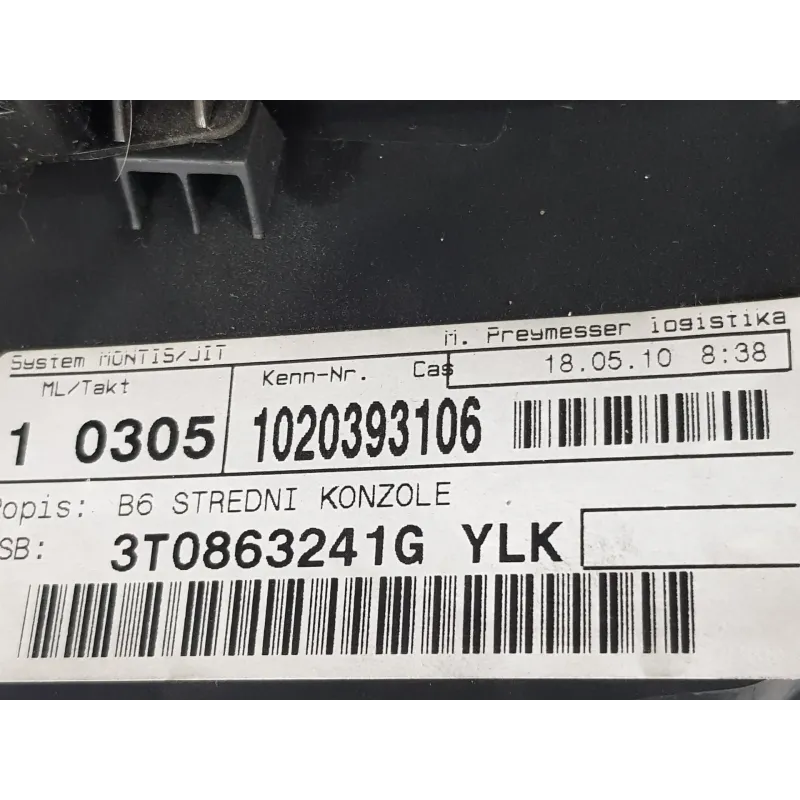 System MONTIS/JIT M. Preymesser logistika
ML/Takt Kenn-Nr. Cas 18.05.10 8:38
1 0305 1020393106
Popis: B6 STREDNI KONZOLE
SB: 3T0863241G YLK